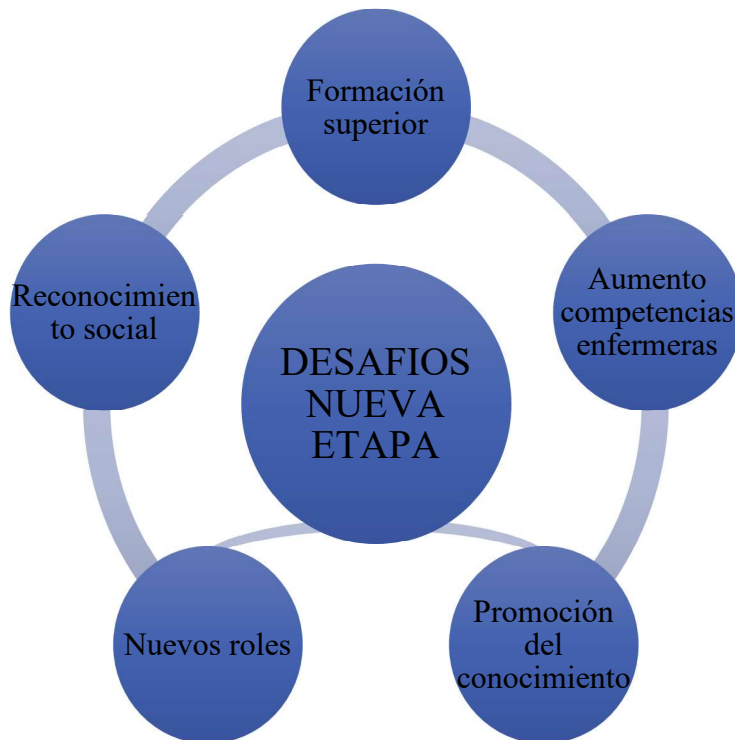 Formación
superior
Aumento
competencias
enfermeras
Promoción
del
conocimiento
Nuevos roles
Reconocimien
to social
DESAFIOS
NUEVA
ETAPA